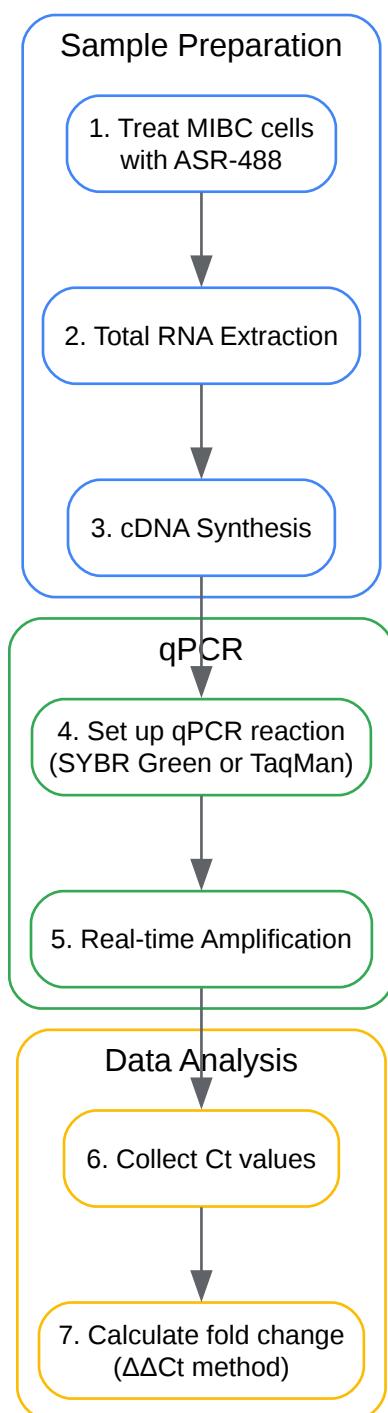 Sample Preparation
1. Treat MIBC cells
with ASR-488
2. Total RNA Extraction
3. cDNA Synthesis
qPCR
4. Set up qPCR reaction
(SYBR Green or TaqMan)
5. Real-time Amplification
Data Analysis
6. Collect Ct values
7. Calculate fold change
(ΔΔCt method)